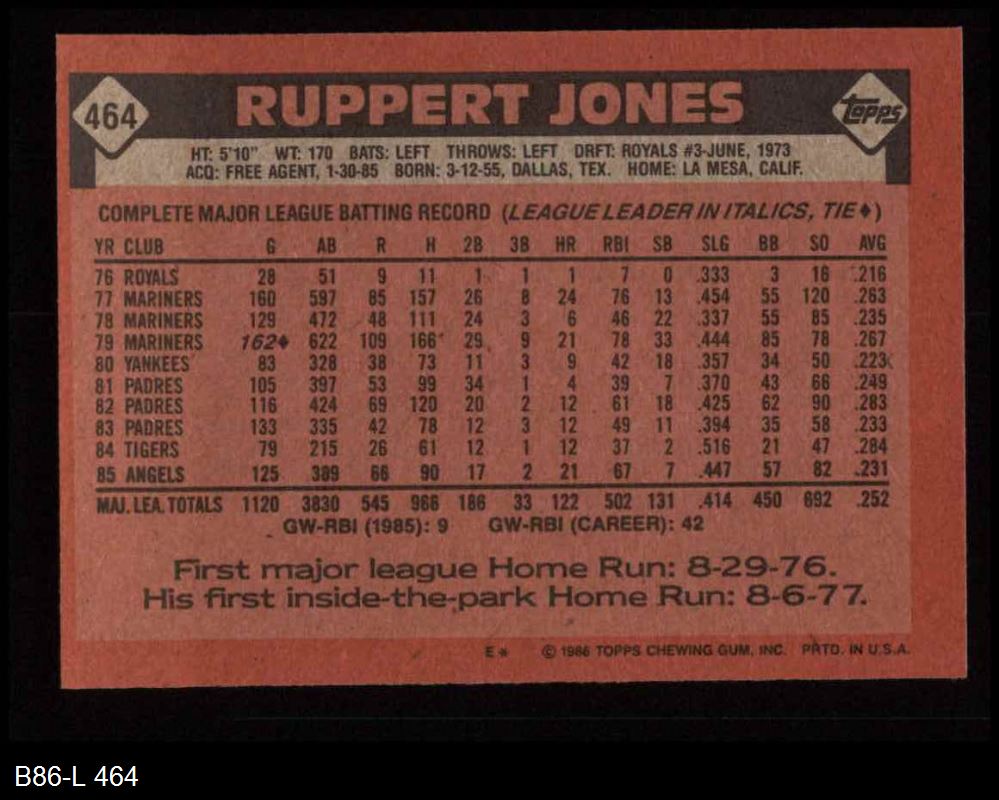 464 RUPPERT JONES Topps
HT: 5'10" WT: 170 BATS: LEFT THROWS: LEFT DRFT: ROYALS #3-JUNE, 1973
ACQ: FREE AGENT, 1-30-85 BORN: 3-12-55, DALLAS, TEX. HOME: LA MESA, CALIF.
COMPLETE MAJOR LEAGUE BATTING RECORD (LEAGUE LEADER IN ITALICS, TIE♦)
YR CLUB G AB R H 2B 3B HR RBI SB SLG BB SO AVG
76 ROYALS 28 51 9 11 1 1 1 7 0 .333 3 16 .216
77 MARINERS 160 597 85 157 26 8 24 76 13 .454 55 120 .263
78 MARINERS 129 472 48 111 24 3 6 46 22 .337 55 85 .235
79 MARINERS 162♦ 622 109 166 29 9 21 78 33 .444 85 78 .267
80 YANKEES 83 328 38 73 11 3 9 42 18 .357 34 50 .223
81 PADRES 105 397 53 99 34 1 4 39 7 .370 43 66 .249
82 PADRES 116 424 69 120 20 2 12 61 18 .425 62 90 .283
83 PADRES 133 335 42 78 12 3 12 49 11 .394 35 58 .233
84 TIGERS 79 215 26 61 12 1 12 37 2 .516 21 47 .284
85 ANGELS 125 389 66 90 17 2 21 67 7 .447 57 82 .231
MAJ. LEA. TOTALS 1120 3830 545 966 186 33 122 502 131 .414 450 692 .252
GW-RBI (1985): 9 GW-RBI (CAREER): 42
First major league Home Run: 8-29-76.
His first inside-the-park Home Run: 8-6-77.
E* © 1986 TOPPS CHEWING GUM, INC. PRTD. IN U.S.A.
B86-L 464